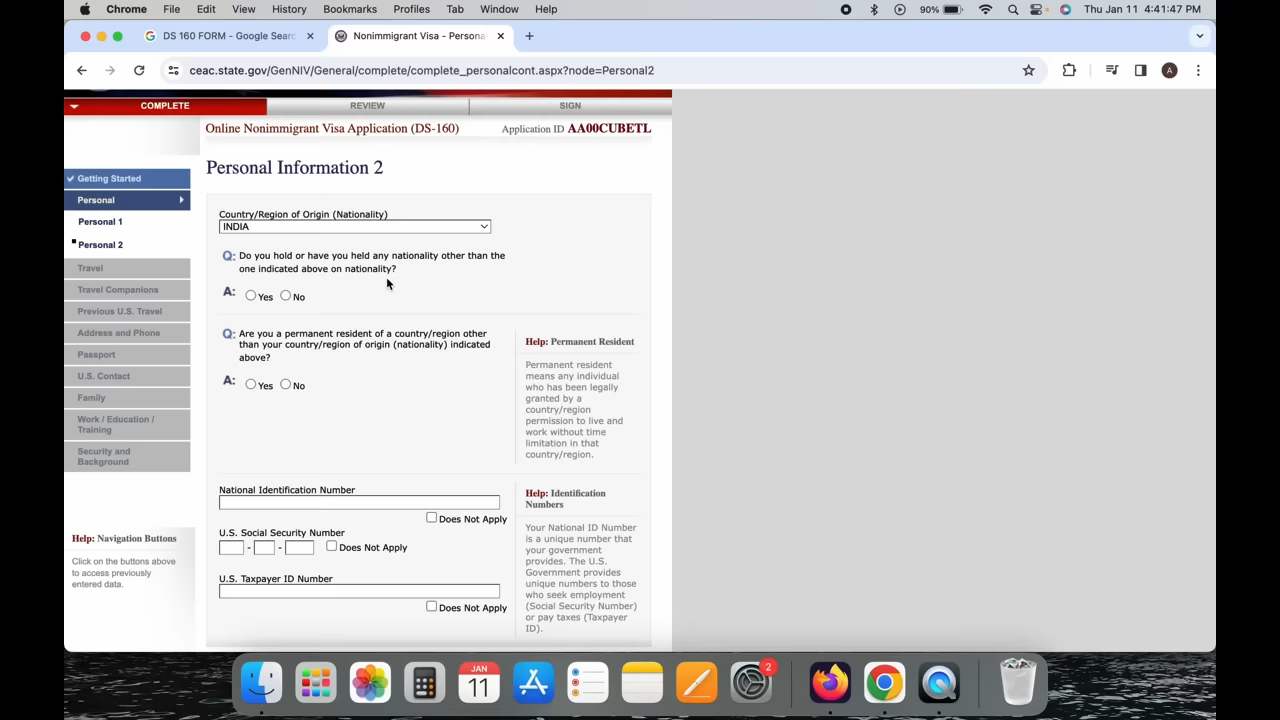 Chrome File Edit View History Bookmarks Profiles Tab Window Help 90% Thu Jan 11 4:41:47 PM
DS 160 FORM - Google Searc
Nonimmigrant Visa - Persona
ceac.state.gov/GenNIV/General/complete/complete_personalcont.aspx?node=Personal2
A
COMPLETE REVIEW SIGN
Online Nonimmigrant Visa Application (DS-160) Application ID AA00CUBETL
Personal Information 2
Getting Started
Personal
Personal 1
Personal 2
Travel
Travel Companions
Previous U.S. Travel
Address and Phone
Passport
U.S. Contact
Family
Work / Education /
Training
Security and
Background
Help: Navigation Buttons
Click on the buttons above
to access previously
entered data.
Country/Region of Origin (Nationality)
INDIA
Q: Do you hold or have you held any nationality other than the
one indicated above on nationality?
A: Yes No
Q: Are you a permanent resident of a country/region other
than your country/region of origin (nationality) indicated
above?
A: Yes No
Help: Permanent Resident
Permanent resident
means any individual
who has been legally
granted by a
country/region
permission to live and
work without time
limitation in that
country/region.
National Identification Number
Does Not Apply
U.S. Social Security Number
- - Does Not Apply
U.S. Taxpayer ID Number
Does Not Apply
Help: Identification
Numbers
Your National ID Number
is a unique number that
your government
provides. The U.S.
Government provides
unique numbers to those
who seek employment
(Social Security Number)
or pay taxes (Taxpayer
ID).
JAN
11
2